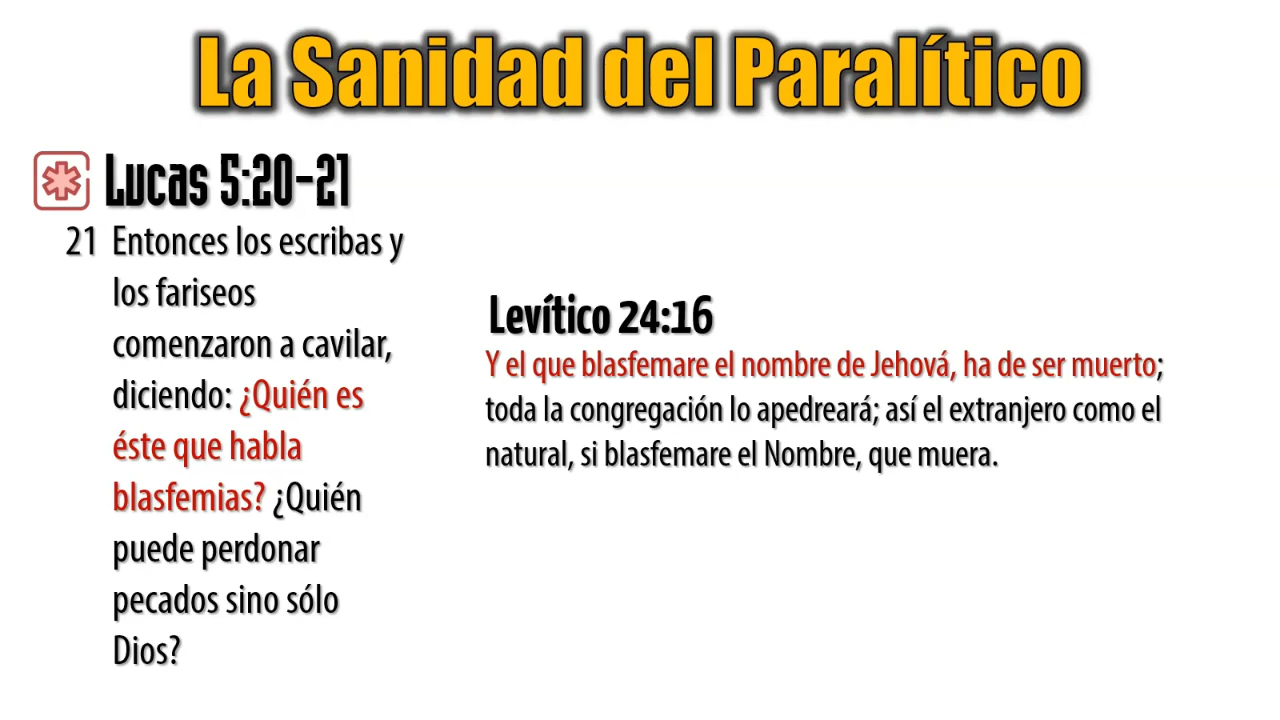 La Sanidad del Paralítico
Lucas 5:20-21
21 Entonces los escribas y
los fariseos
comenzaron a cavilar,
diciendo: ¿Quién es
éste que habla
blasfemias? ¿Quién
puede perdonar
pecados sino sólo
Dios?
Levítico 24:16
Y el que blasfemare el nombre de Jehová, ha de ser muerto;
toda la congregación lo apedreará; así el extranjero como el
natural, si blasfemare el Nombre, que muera.